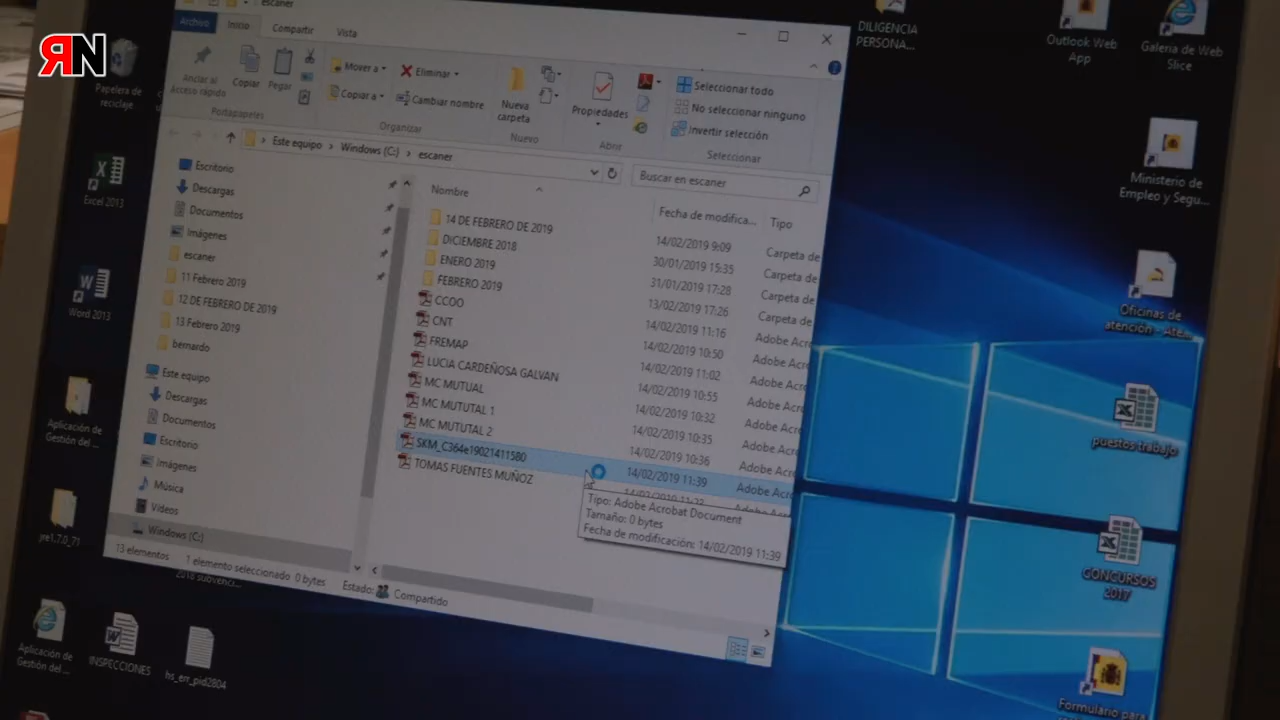 ЯN
escaner
Archivo
Inicio
Compartir
Vista
Anclar al
Acceso rápido
Copiar
Pegar
Portapapeles
Mover a
Copiar a
Eliminar
Cambiar nombre
Organizar
Nueva
carpeta
Nuevo
Propiedades
Abrir
Seleccionar todo
No seleccionar ninguno
Invertir selección
Seleccionar
Este equipo > Windows (C:) > escaner
Buscar en escaner
Escritorio
Descargas
Documentos
Imágenes
escaner
11 Febrero 2019
12 DE FEBRERO DE 2019
13 Febrero 2019
bernardo
Este equipo
Descargas
Documentos
Escritorio
Imágenes
Música
Vídeos
Windows (C:)
Nombre
Fecha de modifica...
Tipo
14 DE FEBRERO DE 2019
14/02/2019 9:09
Carpeta de
DICIEMBRE 2018
30/01/2019 15:35
Carpeta de
ENERO 2019
31/01/2019 17:28
Carpeta de
FEBRERO 2019
13/02/2019 17:26
Carpeta de
CCOO
14/02/2019 11:16
Adobe Acro
CNT
14/02/2019 10:50
Adobe Acro
FREMAP
14/02/2019 11:02
Adobe Acro
LUCIA CARDEÑOSA GALVAN
14/02/2019 10:55
Adobe Acro
MC MUTUAL
14/02/2019 10:32
Adobe Acro
MC MUTUTAL 1
14/02/2019 10:35
Adobe Acro
MC MUTUTAL 2
14/02/2019 10:36
Adobe Acro
SKM_C364e19021411580
14/02/2019 11:39
Adobe Acro
TOMAS FUENTES MUÑOZ
Tipo: Adobe Acrobat Document
Tamaño: 0 bytes
Fecha de modificación: 14/02/2019 11:39
13 elementos
1 elemento seleccionado 0 bytes
Estado:
Compartido
Papelera de
reciclaje
Excel 2013
Word 2013
Aplicación de
Gestión del ...
jre1.7.0_71
Aplicación de
Gestión del ...
INSPECCIONES
hs_err_pid2804
DILIGENCIA
PERSONA...
Outlook Web
App
Galería de Web
Slice
Ministerio de
Empleo y Segu...
Oficinas de
atención - Ate...
puestos trabajo
CONCURSOS
2017
Formulario para